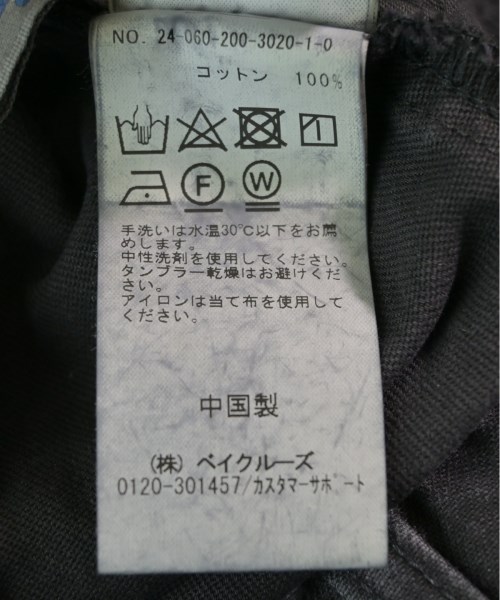 NO. 24-060-200-3020-1-0
コットン 100%
F W
手洗いは水温30℃以下をお薦
めします。
中性洗剤を使用してください。
タンブラー乾燥はお避けくだ
さい。
アイロンは当て布を使用して
ください。
中国製
(株) ベイクルーズ
0120-301457/カスタマーサポート